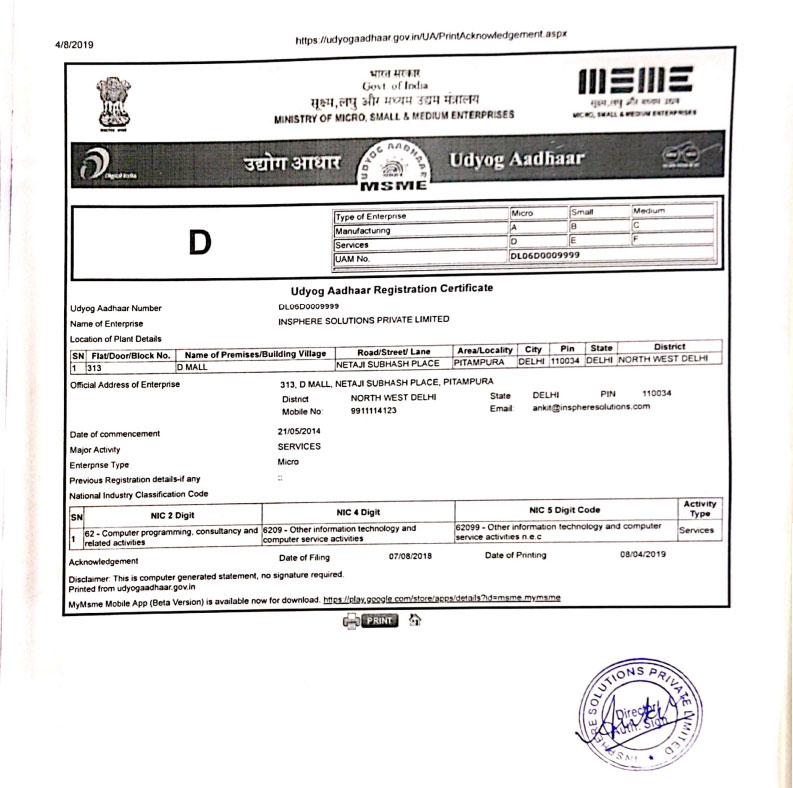 4/8/2019
https://udyogaadhaar.gov.in/UA/PrintAcknowledgement.aspx
भारत सरकार
Govt. of India
सूक्ष्म,लघु और मध्यम उद्यम मंत्रालय
MINISTRY OF MICRO, SMALL & MEDIUM ENTERPRISES
MSME
सूक्ष्म,लघु और मध्यम उद्यम
MICRO, SMALL & MEDIUM ENTERPRISES
Digital India
उद्योग आधार
UDYOG AADHAAR
MSME
Udyog Aadhaar
D
Type of Enterprise Micro Small Medium
Manufacturing A B C
Services D E F
UAM No. DL06D0009999
Udyog Aadhaar Registration Certificate
Udyog Aadhaar Number DL06D0009999
Name of Enterprise INSPHERE SOLUTIONS PRIVATE LIMITED
Location of Plant Details
SN Flat/Door/Block No. Name of Premises/Building Village Road/Street/ Lane Area/Locality City Pin State District
1 313 D MALL NETAJI SUBHASH PLACE PITAMPURA DELHI 110034 DELHI NORTH WEST DELHI
Official Address of Enterprise 313, D MALL, NETAJI SUBHASH PLACE, PITAMPURA
District NORTH WEST DELHI State DELHI PIN 110034
Mobile No: 9911114123 Email: ankit@inspheresolutions.com
Date of commencement 21/05/2014
Major Activity SERVICES
Enterprise Type Micro
Previous Registration details-if any ::
National Industry Classification Code
SN NIC 2 Digit NIC 4 Digit NIC 5 Digit Code Activity Type
1 62 - Computer programming, consultancy and related activities 6209 - Other information technology and computer service activities 62099 - Other information technology and computer service activities n.e.c Services
Acknowledgement Date of Filing 07/08/2018 Date of Printing 08/04/2019
Disclaimer: This is computer generated statement, no signature required.
Printed from udyogaadhaar.gov.in
MyMsme Mobile App (Beta Version) is available now for download. https://play.google.com/store/apps/details?id=msme.mymsme
PRINT
INSPHERE SOLUTIONS PRIVATE LIMITED
Director
Auth. Sign